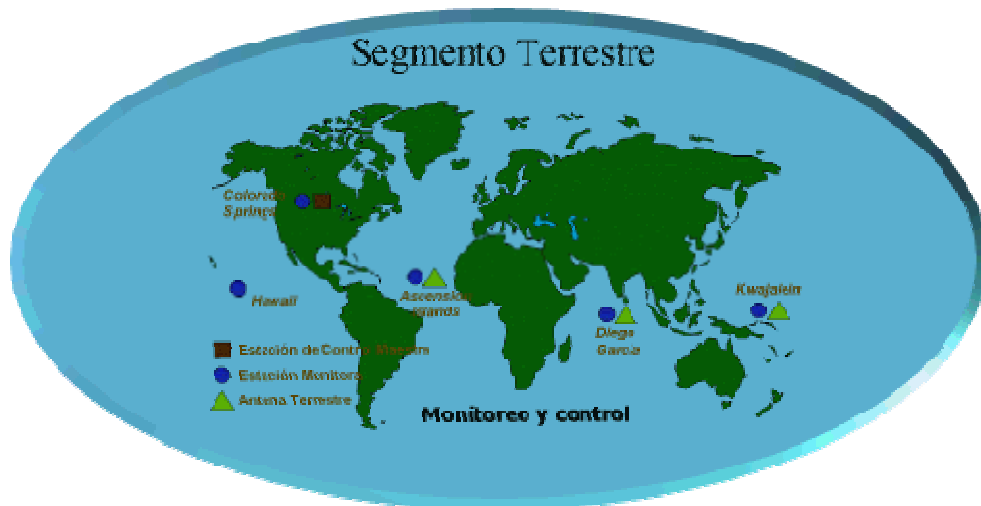 Segmento Terrestre
Colorado
Springs
Hawaii
Ascension
Islands
Kwajalein
Diego
Garcia
Estación de Control Maestro
Estación Monitora
Antena Terrestre
Monitoreo y control